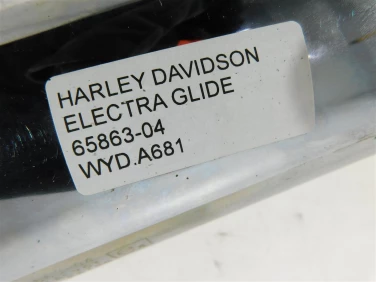 HARLEY DAVIDSON
ELECTRA GLIDE
65863-04
WYD.A681